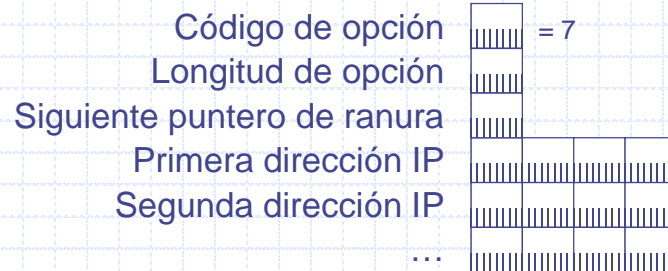 Código de opción = 7
Longitud de opción
Siguiente puntero de ranura
Primera dirección IP
Segunda dirección IP
…